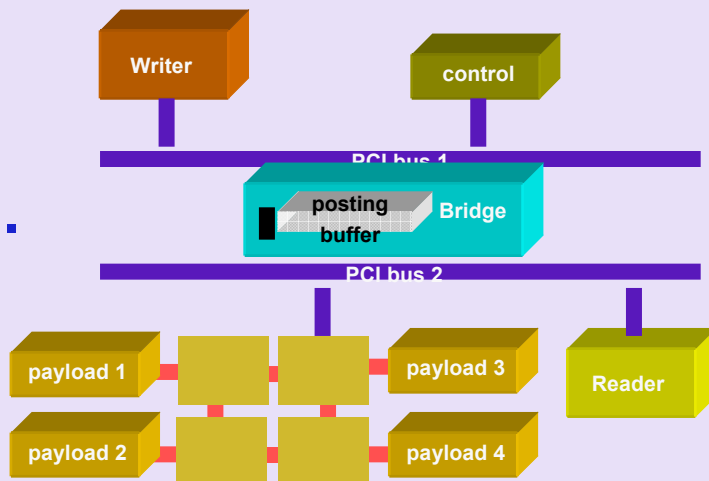 Writer
control
PCI bus 1
posting
buffer
Bridge
PCI bus 2
payload 1
payload 3
Reader
payload 2
payload 4